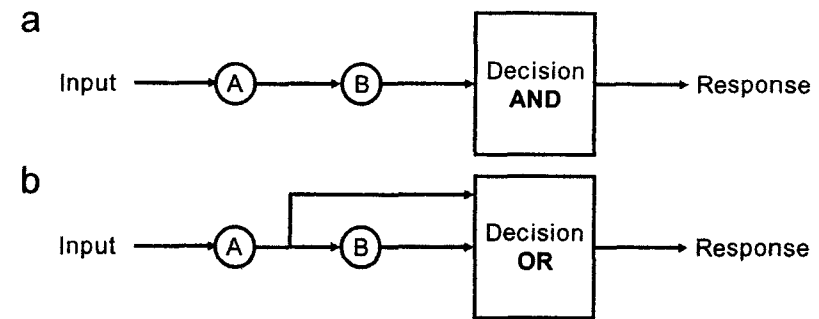 a
Input A B Decision AND Response
b
Input A B Decision OR Response